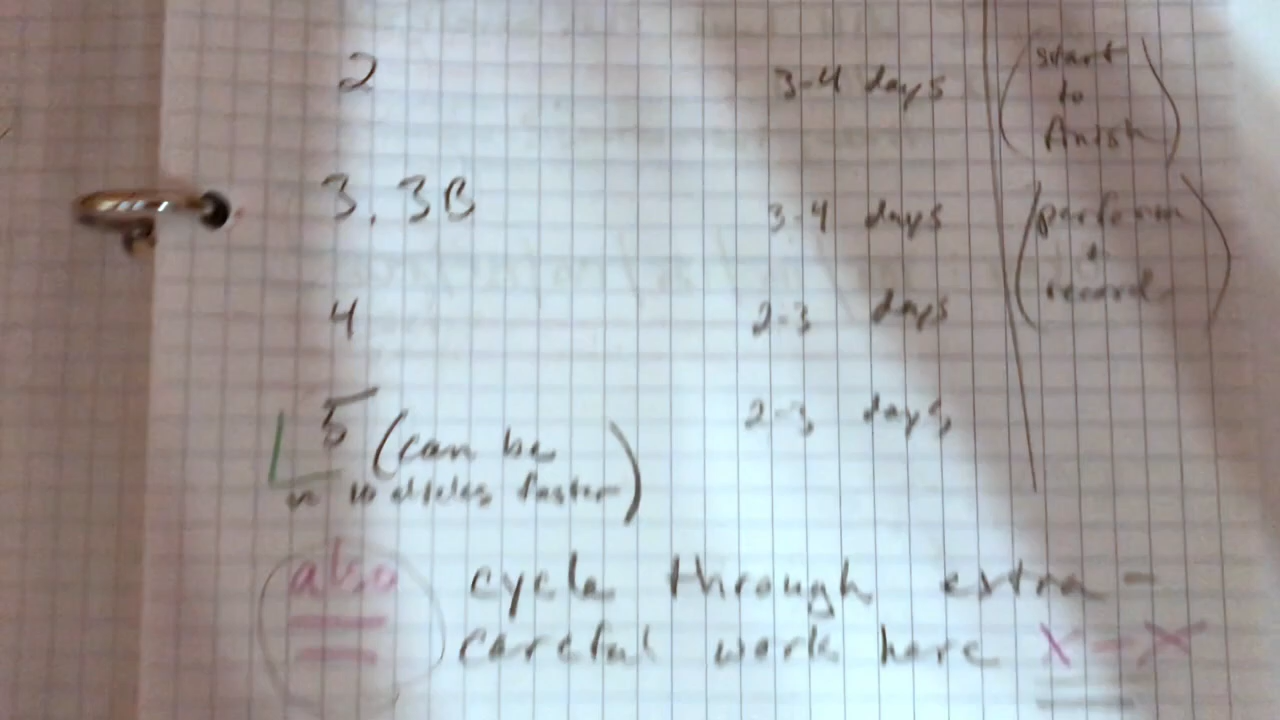 2 3-4 days (start
to
finish)
3, 3B 3-4 days (perform
&
record)
4 2-3 days
5 (can be 2-3 days
faster)
also cycle through extra-
careful work here X-X